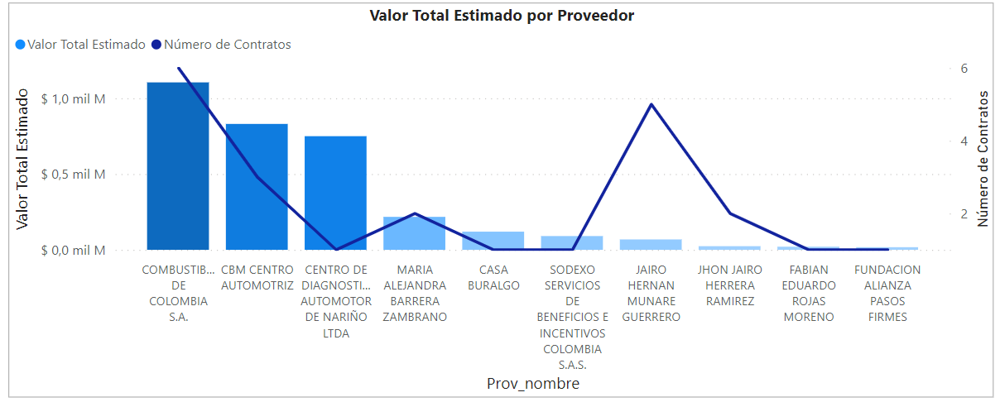 Valor Total Estimado por Proveedor
Valor Total Estimado Número de Contratos
Valor Total Estimado
$ 1,0 mil M
$ 0,5 mil M
$ 0,0 mil M
6
4
2
Número de Contratos
COMBUSTIB...
DE
COLOMBIA
S.A.
CBM CENTRO
AUTOMOTRIZ
CENTRO DE
DIAGNOSTI...
AUTOMOTOR
DE NARIÑO
LTDA
MARIA
ALEJANDRA
BARRERA
ZAMBRANO
CASA
BURALGO
SODEXO
SERVICIOS
DE
BENEFICIOS E
INCENTIVOS
COLOMBIA
S.A.S.
JAIRO
HERNAN
MUNARE
GUERRERO
JHON JAIRO
HERRERA
RAMIREZ
FABIAN
EDUARDO
ROJAS
MORENO
FUNDACION
ALIANZA
PASOS
FIRMES
Prov_nombre